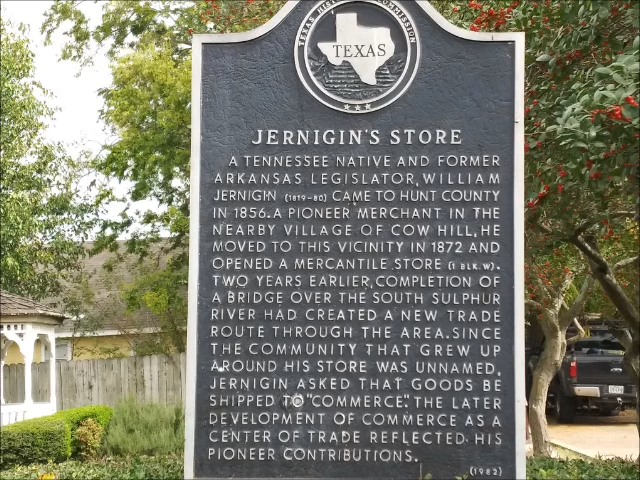 TEXAS HISTORICAL COMMISSION
TEXAS
JERNIGIN'S STORE
A TENNESSEE NATIVE AND FORMER
ARKANSAS LEGISLATOR, WILLIAM
JERNIGIN (1819-80) CAME TO HUNT COUNTY
IN 1856. A PIONEER MERCHANT IN THE
NEARBY VILLAGE OF COW HILL, HE
MOVED TO THIS VICINITY IN 1872 AND
OPENED A MERCANTILE STORE (1 BLK. W).
TWO YEARS EARLIER, COMPLETION OF
A BRIDGE OVER THE SOUTH SULPHUR
RIVER HAD CREATED A NEW TRADE
ROUTE THROUGH THE AREA. SINCE
THE COMMUNITY THAT GREW UP
AROUND HIS STORE WAS UNNAMED,
JERNIGIN ASKED THAT GOODS BE
SHIPPED TO "COMMERCE". THE LATER
DEVELOPMENT OF COMMERCE AS A
CENTER OF TRADE REFLECTED HIS
PIONEER CONTRIBUTIONS.
(1982)